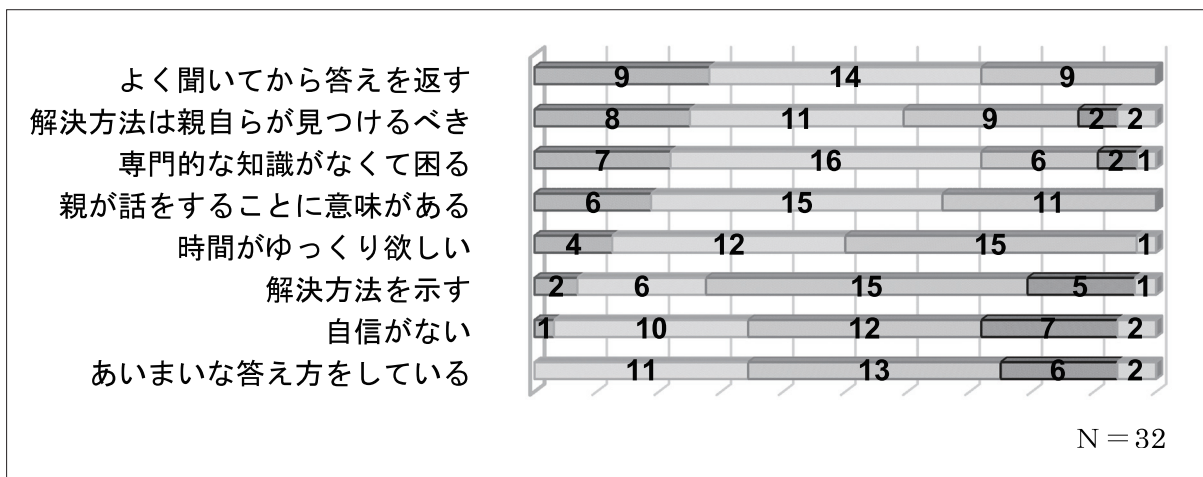 よく聞いてから答えを返す 9 14 9
解決方法は親自らが見つけるべき 8 11 9 2 2
専門的な知識がなくて困る 7 16 6 2 1
親が話をすることに意味がある 6 15 11
時間がゆっくり欲しい 4 12 15 1
解決方法を示す 2 6 15 5 1
自信がない 1 10 12 7 2
あいまいな答え方をしている 11 13 6 2
N＝32